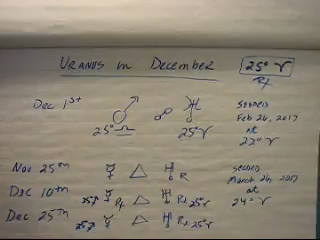 URANUS in DECEMBER 25° ♈
℞
Dec 1st ♂ ☍ ♅
25° ♎ 25° ♈
Feb 26, 2017
at
22° ♈
Nov 25th ☿ △ ♅ R
Dec 10th ☿ ℞ △ ♅ ℞ 25° ♈
Dec 25th ☿ ℞ △ ♅ ℞ 25° ♈
March 26, 2017
at
24° ♈